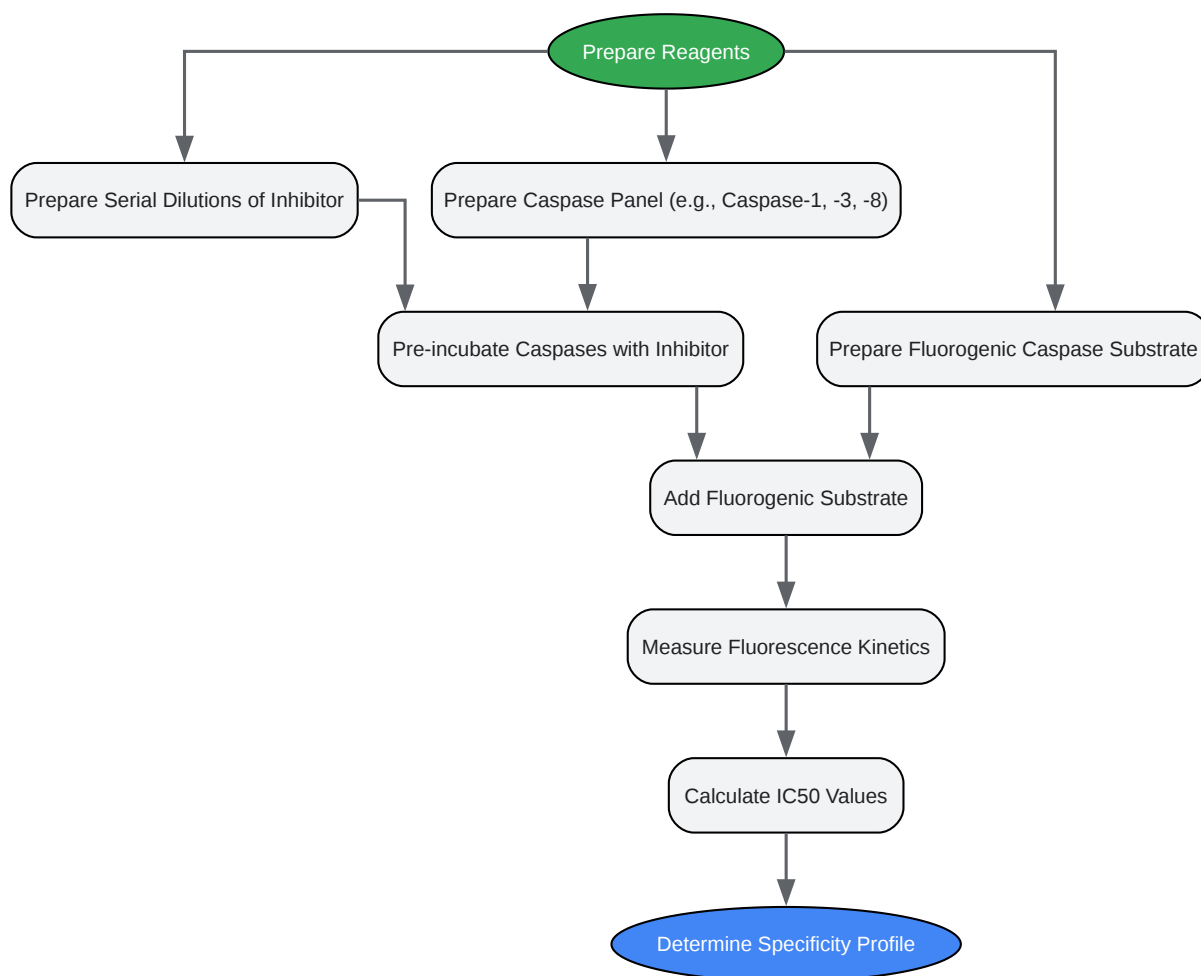 Prepare Reagents
Prepare Serial Dilutions of Inhibitor
Prepare Caspase Panel (e.g., Caspase-1, -3, -8)
Pre-incubate Caspases with Inhibitor
Prepare Fluorogenic Caspase Substrate
Add Fluorogenic Substrate
Measure Fluorescence Kinetics
Calculate IC50 Values
Determine Specificity Profile